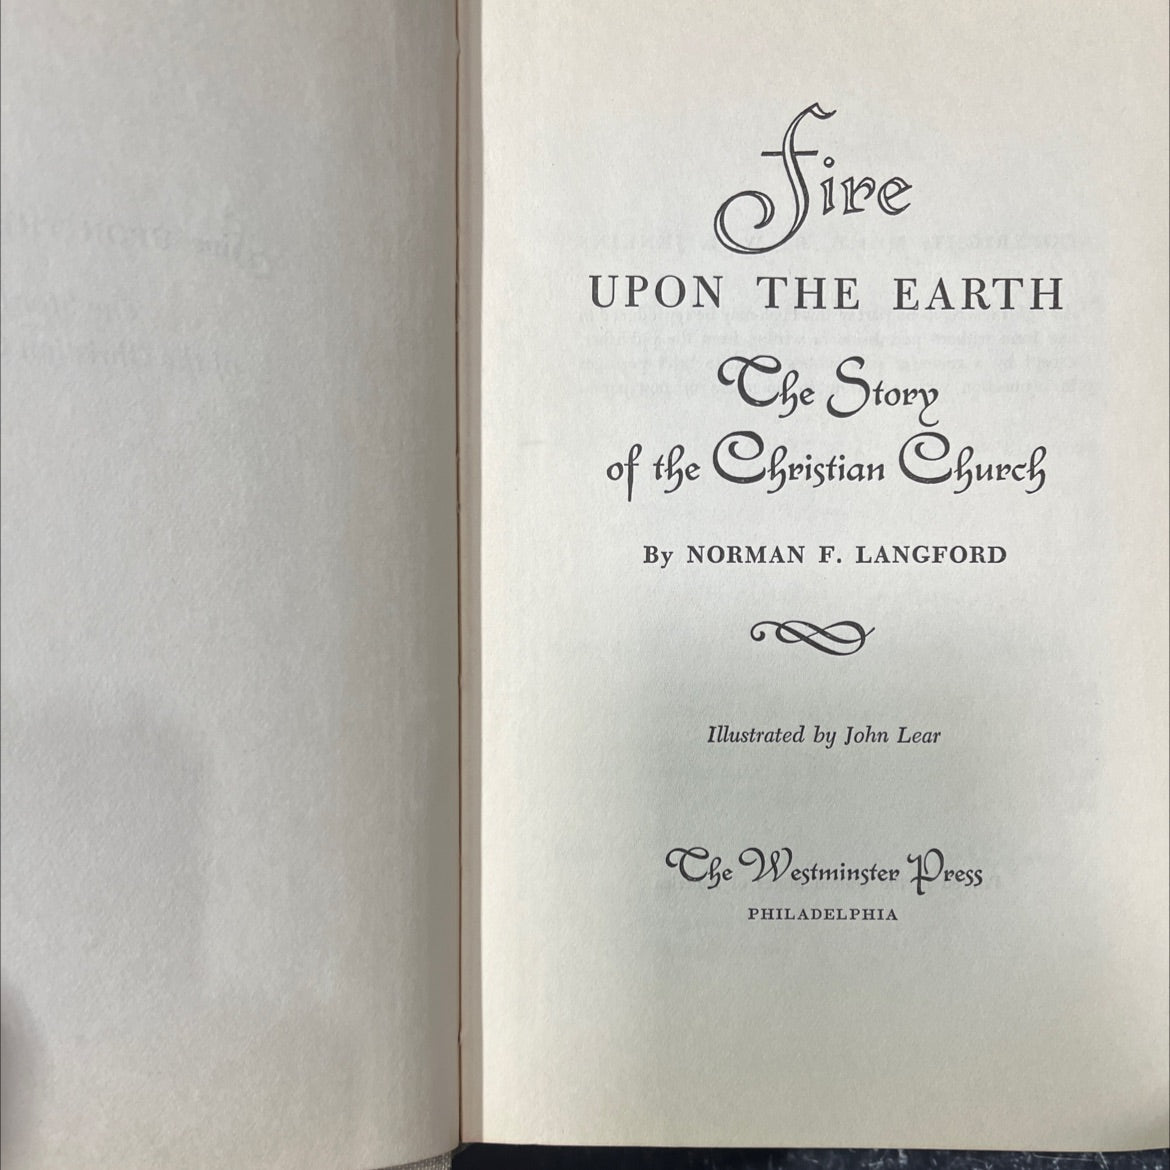 Fire
UPON THE EARTH
The Story
of the Christian Church
By NORMAN F. LANGFORD
Illustrated by John Lear
The Westminster Press
PHILADELPHIA